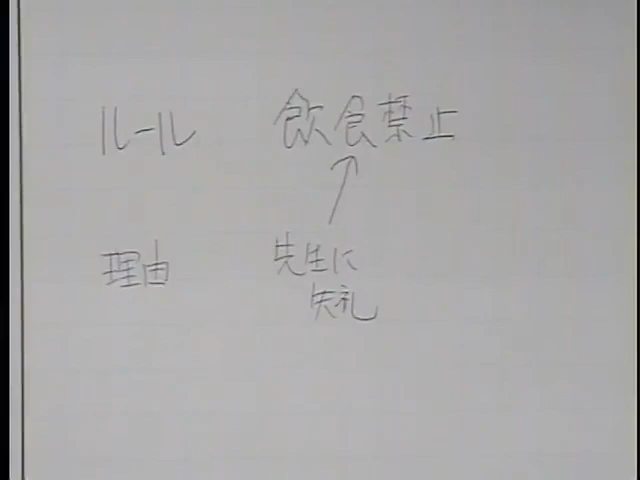 ルール 飲食禁止
↑
理由 先生に
失礼